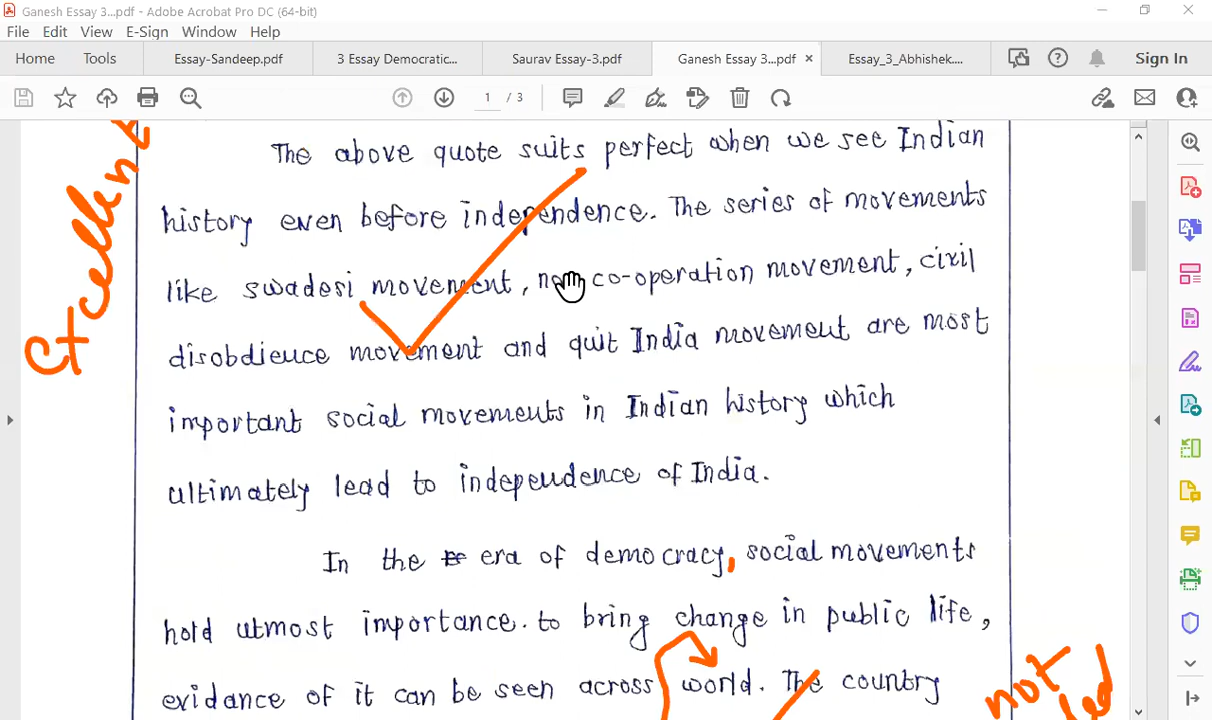 Ganesh Essay 3...pdf - Adobe Acrobat Pro DC (64-bit)
File Edit View E-Sign Window Help
Home Tools Essay-Sandeep.pdf 3 Essay Democratic... Saurav Essay-3.pdf Ganesh Essay 3...pdf × Essay_3_Abhishek.... Sign In
1 / 3
The above quote suits perfect when we see Indian
history even before independence. The series of movements
like swadesi movement, co-operation movement, civil
disobdieuce movement and quit India movement are most
important social movements in Indian history which
ultimately lead to independence of India.
In the era of democracy, social movements
hold utmost importance. to bring change in public life,
evidance of it can be seen across world. The country
Excellent
not